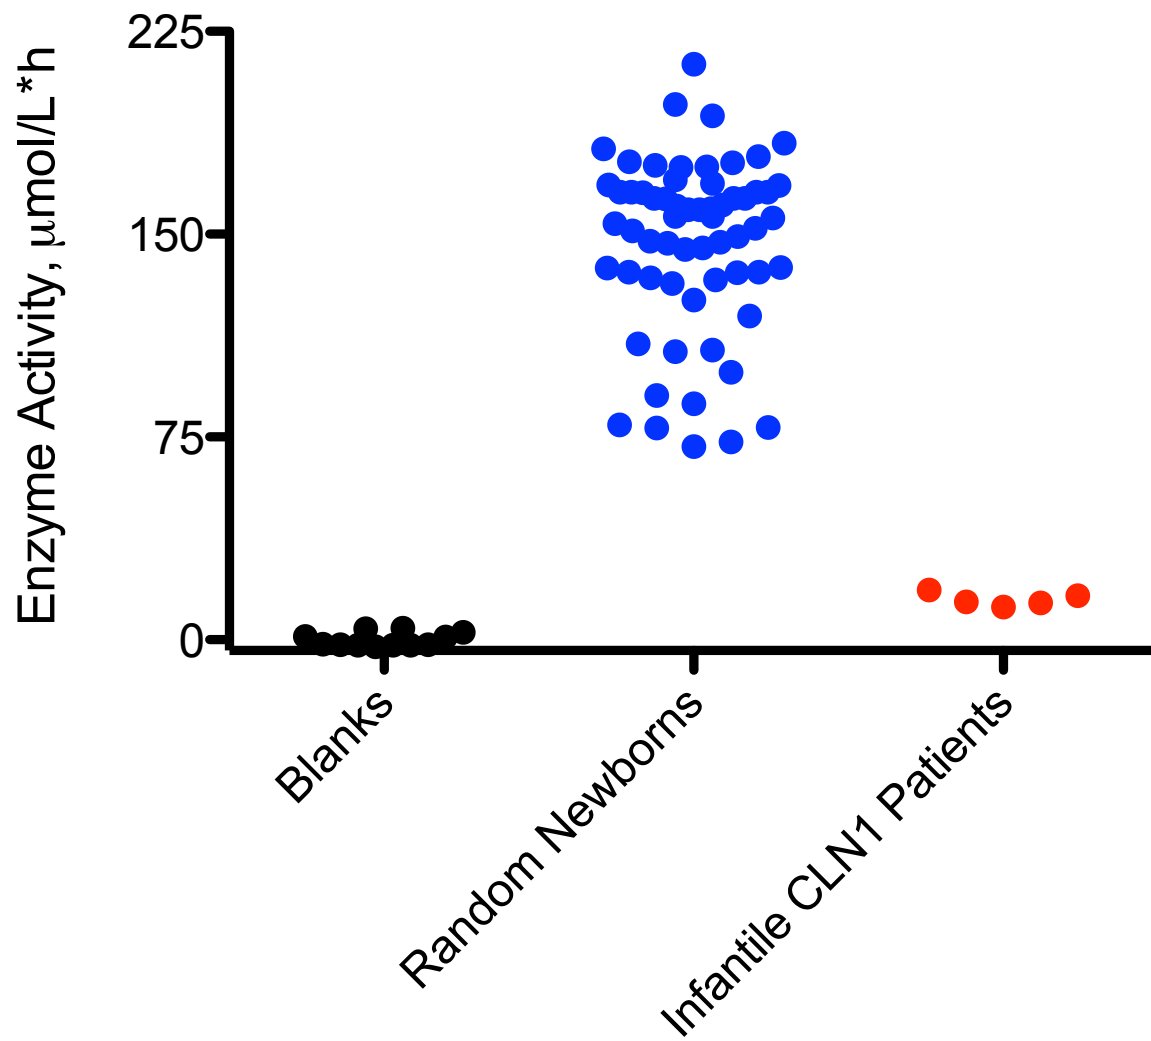 Enzyme Activity, μmol/L*h
225
150
75
0
Blanks
Random Newborns
Infantile CLN1 Patients